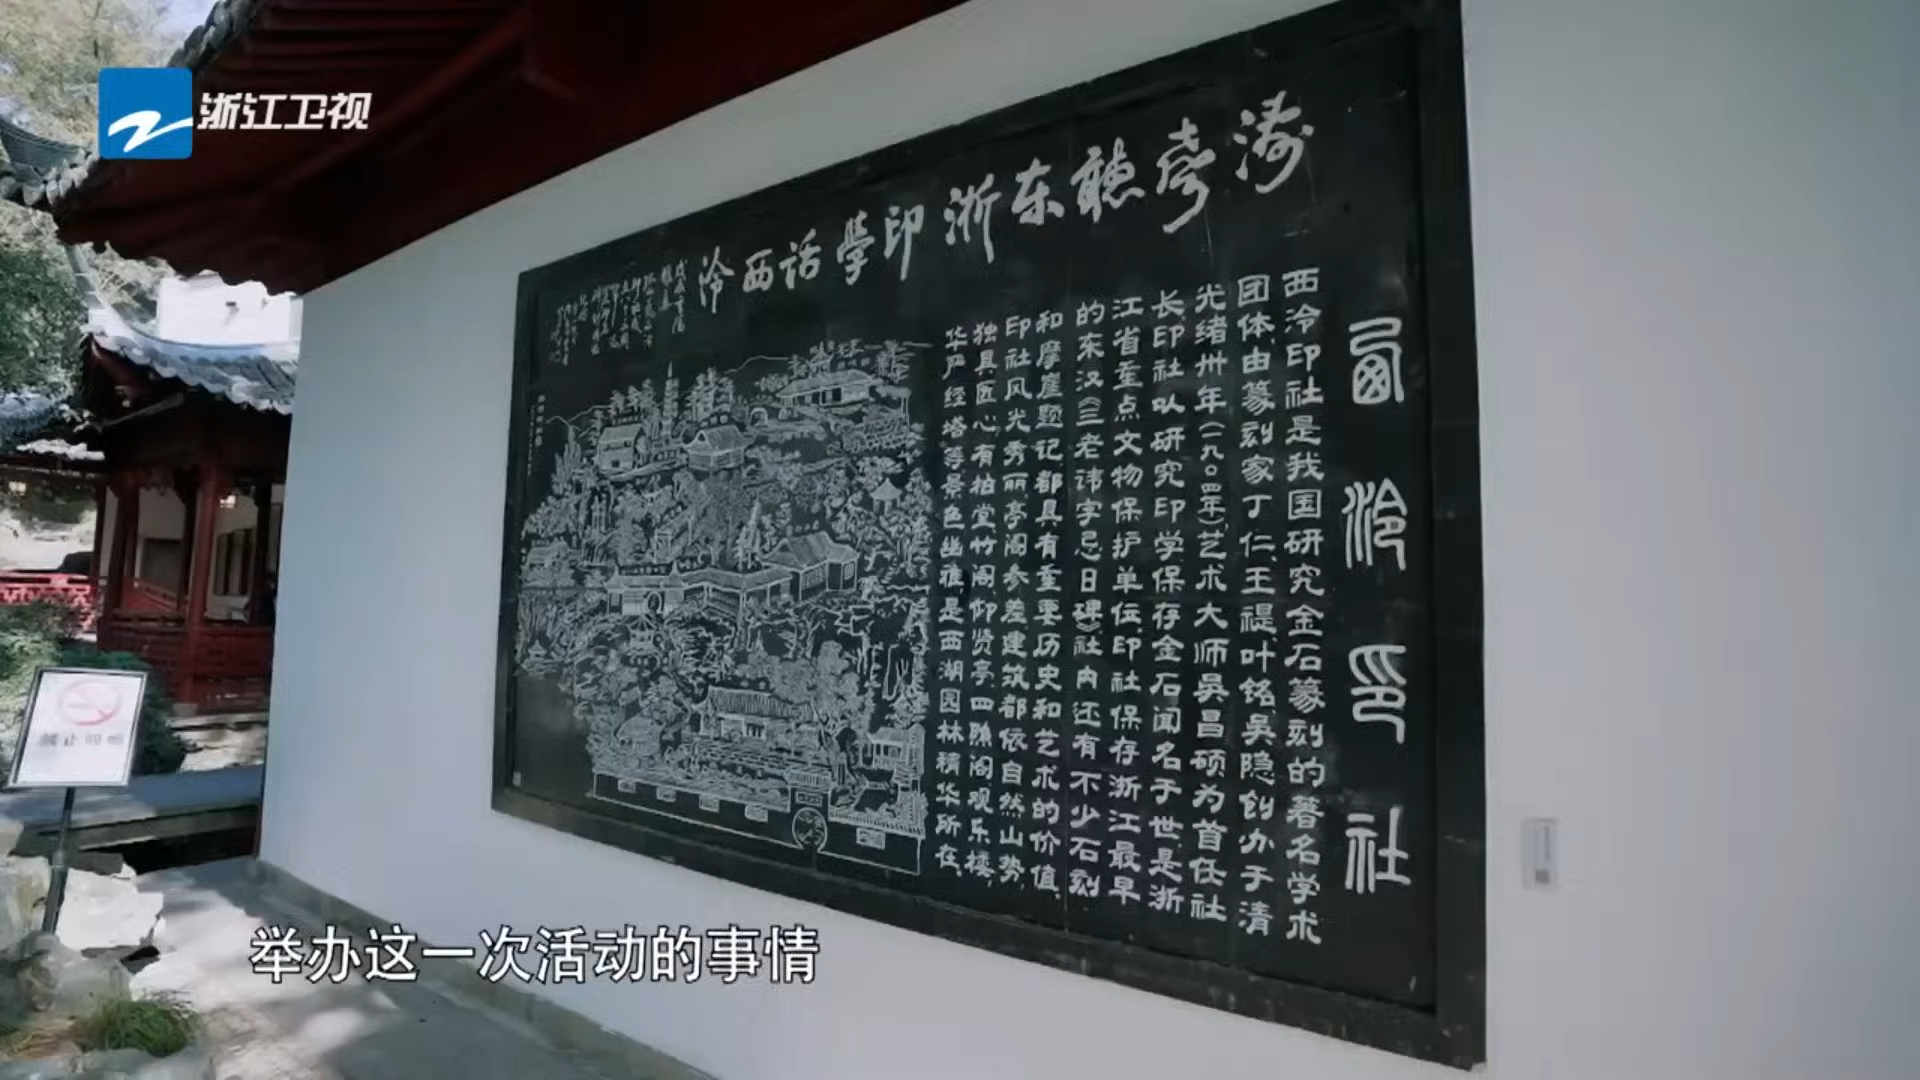 浙江卫视
涛声听东浙
印学话西泠
西泠印社
西泠印社是我国研究金石篆刻的著名学术
团体,由篆刻家丁仁、王禔、叶铭、吴隐创办于清
光绪卅年(一九〇四年),艺术大师吴昌硕为首任社
长,印社以研究印学,保存金石闻名于世,是浙
江省重点文物保护单位,印社保存浙江最早
的东汉《三老讳字忌日碑》,社内还有不少石刻
和摩崖题记,都具有重要历史和艺术的价值,
印社风光秀丽,亭阁参差,建筑都依自然山势,
独具匠心,有柏堂、竹阁、仰贤亭、四照阁、观乐楼,
华严经塔等,景色幽雅,是西湖园林精华所在。
举办这一次活动的事情